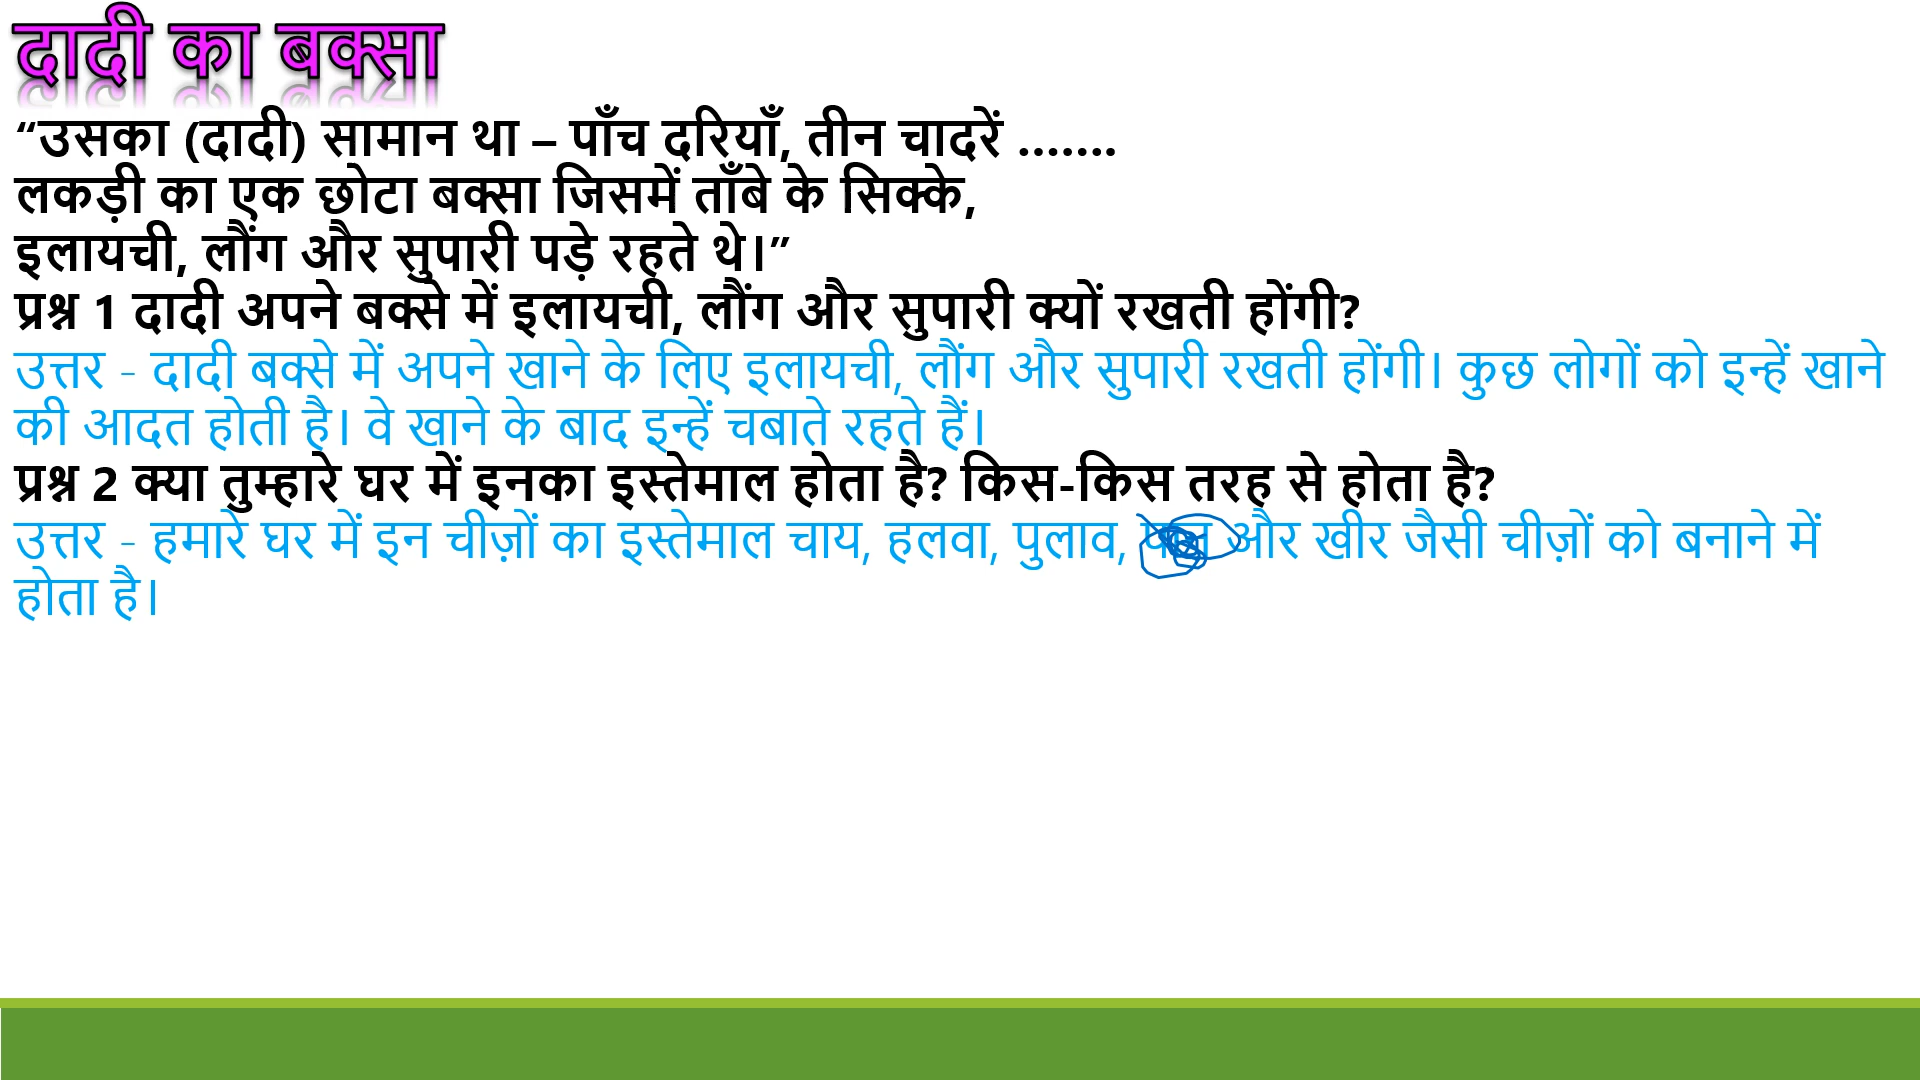 दादी का बक्सा
“उसका (दादी) सामान था – पाँच दरियाँ, तीन चादरें .......
लकड़ी का एक छोटा बक्सा जिसमें ताँबे के सिक्के,
इलायची, लौंग और सुपारी पड़े रहते थे।”
प्रश्न 1 दादी अपने बक्से में इलायची, लौंग और सुपारी क्यों रखती होंगी?
उत्तर - दादी बक्से में अपने खाने के लिए इलायची, लौंग और सुपारी रखती होंगी। कुछ लोगों को इन्हें खाने
की आदत होती है। वे खाने के बाद इन्हें चबाते रहते हैं।
प्रश्न 2 क्या तुम्हारे घर में इनका इस्तेमाल होता है? किस-किस तरह से होता है?
उत्तर - हमारे घर में इन चीज़ों का इस्तेमाल चाय, हलवा, पुलाव, और खीर जैसी चीज़ों को बनाने में
होता है।